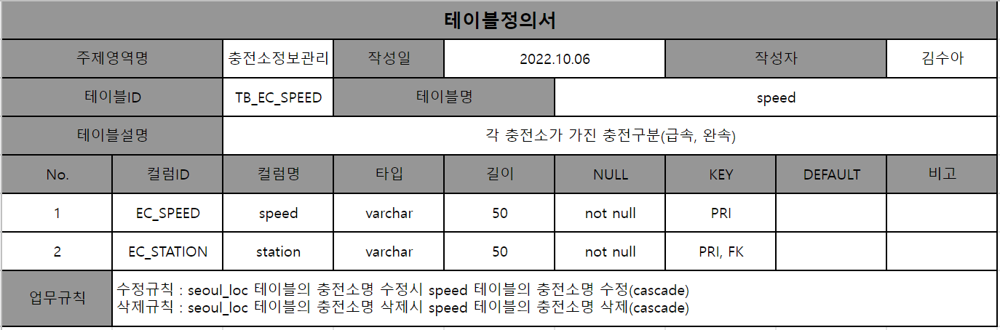 테이블정의서
주제영역명 충전소정보관리 작성일 2022.10.06 작성자 김수아
테이블ID TB_EC_SPEED 테이블명 speed
테이블설명 각 충전소가 가진 충전구분(급속, 완속)
No. 컬럼ID 컬럼명 타입 길이 NULL KEY DEFAULT 비고
1 EC_SPEED speed varchar 50 not null PRI
2 EC_STATION station varchar 50 not null PRI, FK
업무규칙 수정규칙 : seoul_loc 테이블의 충전소명 수정시 speed 테이블의 충전소명 수정(cascade)
삭제규칙 : seoul_loc 테이블의 충전소명 삭제시 speed 테이블의 충전소명 삭제(cascade)